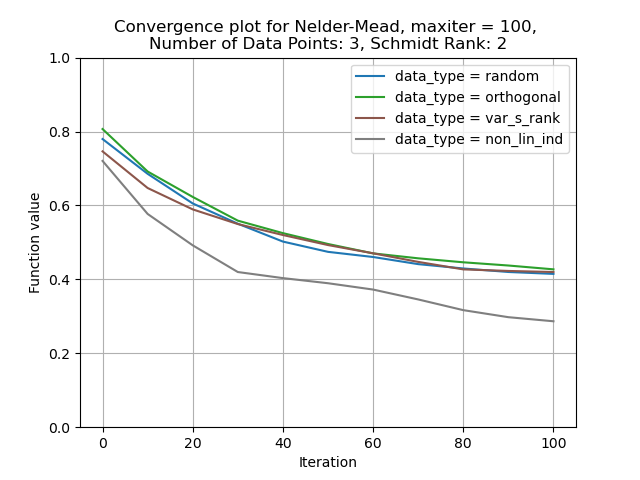 Convergence plot for Nelder-Mead, maxiter = 100,
Number of Data Points: 3, Schmidt Rank: 2
data_type = random
data_type = orthogonal
data_type = var_s_rank
data_type = non_lin_ind
1.0
0.8
0.6
0.4
0.2
0.0
Function value
0 20 40 60 80 100
Iteration